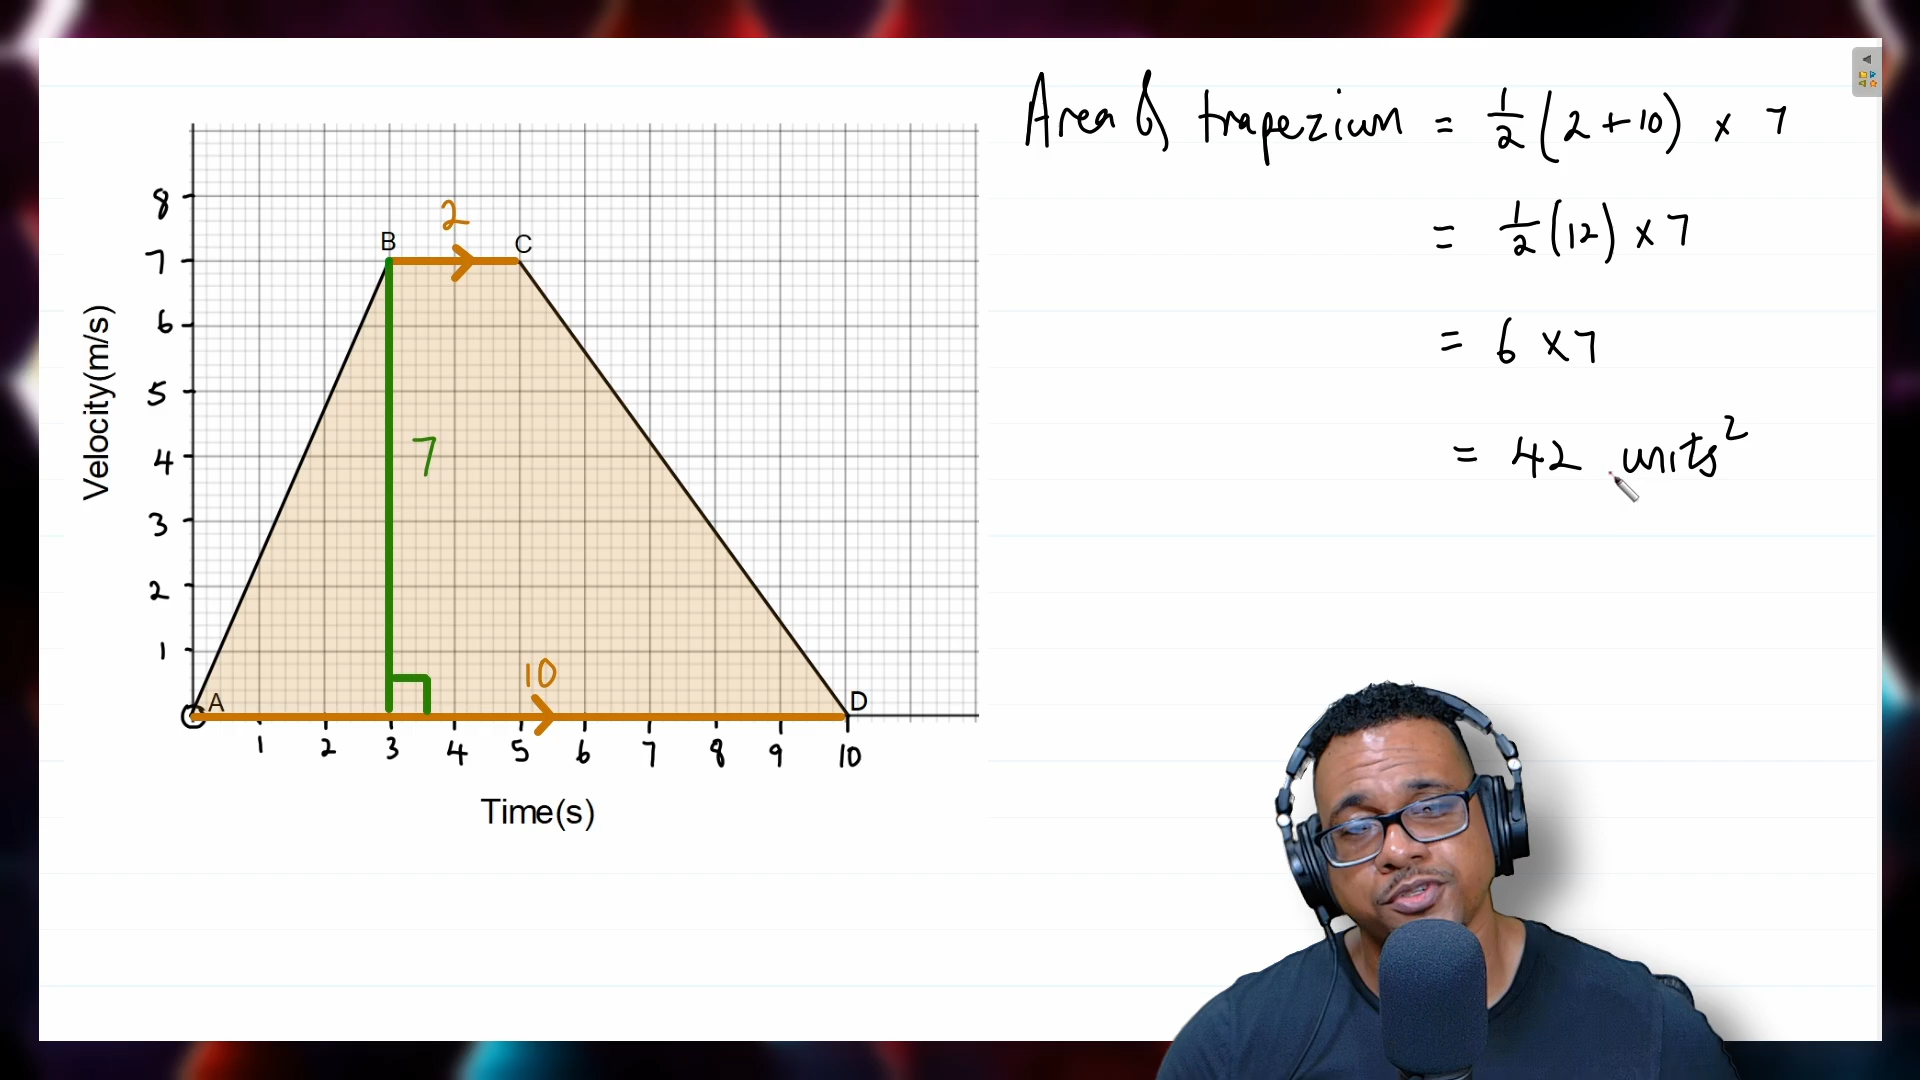 Area of trapezium = 1/2 (2 + 10) × 7
= 1/2 (12) × 7
= 6 × 7
= 42 units²
Velocity(m/s)
8
7
6
5
4
3
2
1
2
B
C
7
10
A
D
0
1 2 3 4 5 6 7 8 9 10
Time(s)